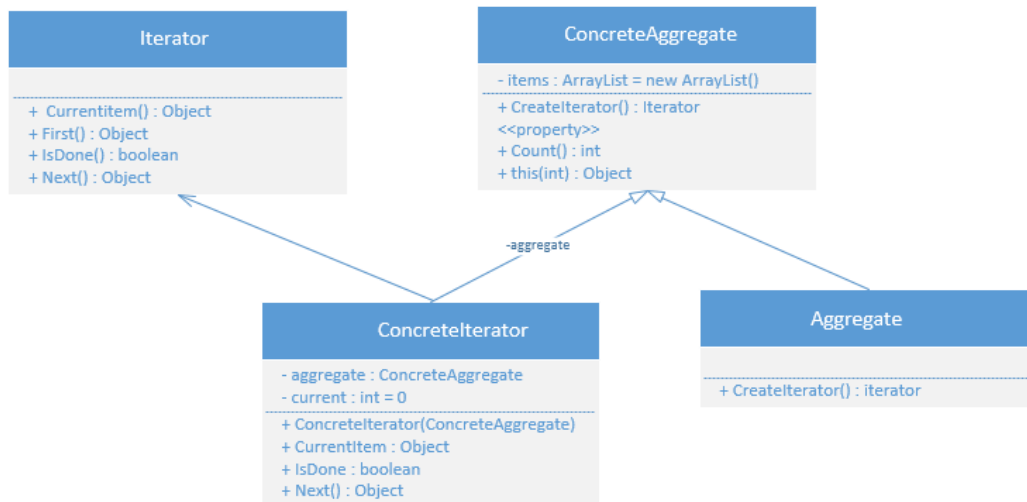 Iterator
+ Currentitem() : Object
+ First() : Object
+ IsDone() : boolean
+ Next() : Object
ConcreteAggregate
- items : ArrayList = new ArrayList()
+ CreateIterator() : Iterator
<<property>>
+ Count() : int
+ this(int) : Object
-aggregate
ConcreteIterator
- aggregate : ConcreteAggregate
- current : int = 0
+ ConcreteIterator(ConcreteAggregate)
+ CurrentItem : Object
+ IsDone : boolean
+ Next() : Object
Aggregate
+ CreateIterator() : iterator